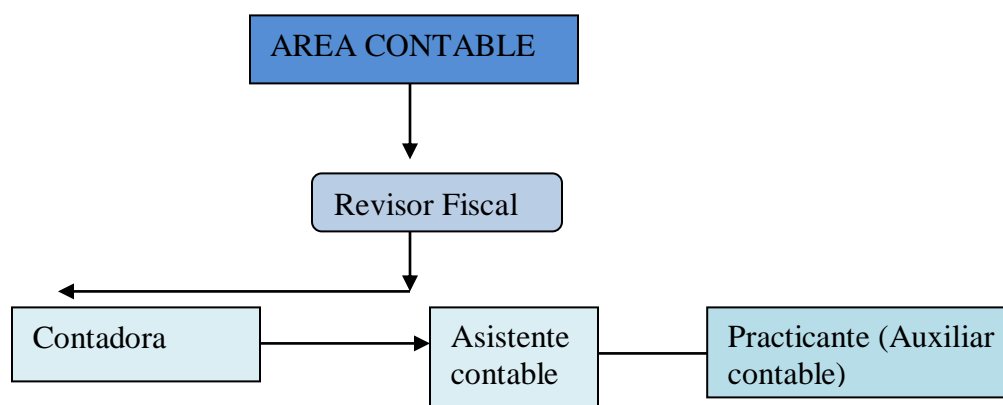 AREA CONTABLE
Revisor Fiscal
Contadora
Asistente
contable
Practicante (Auxiliar
contable)